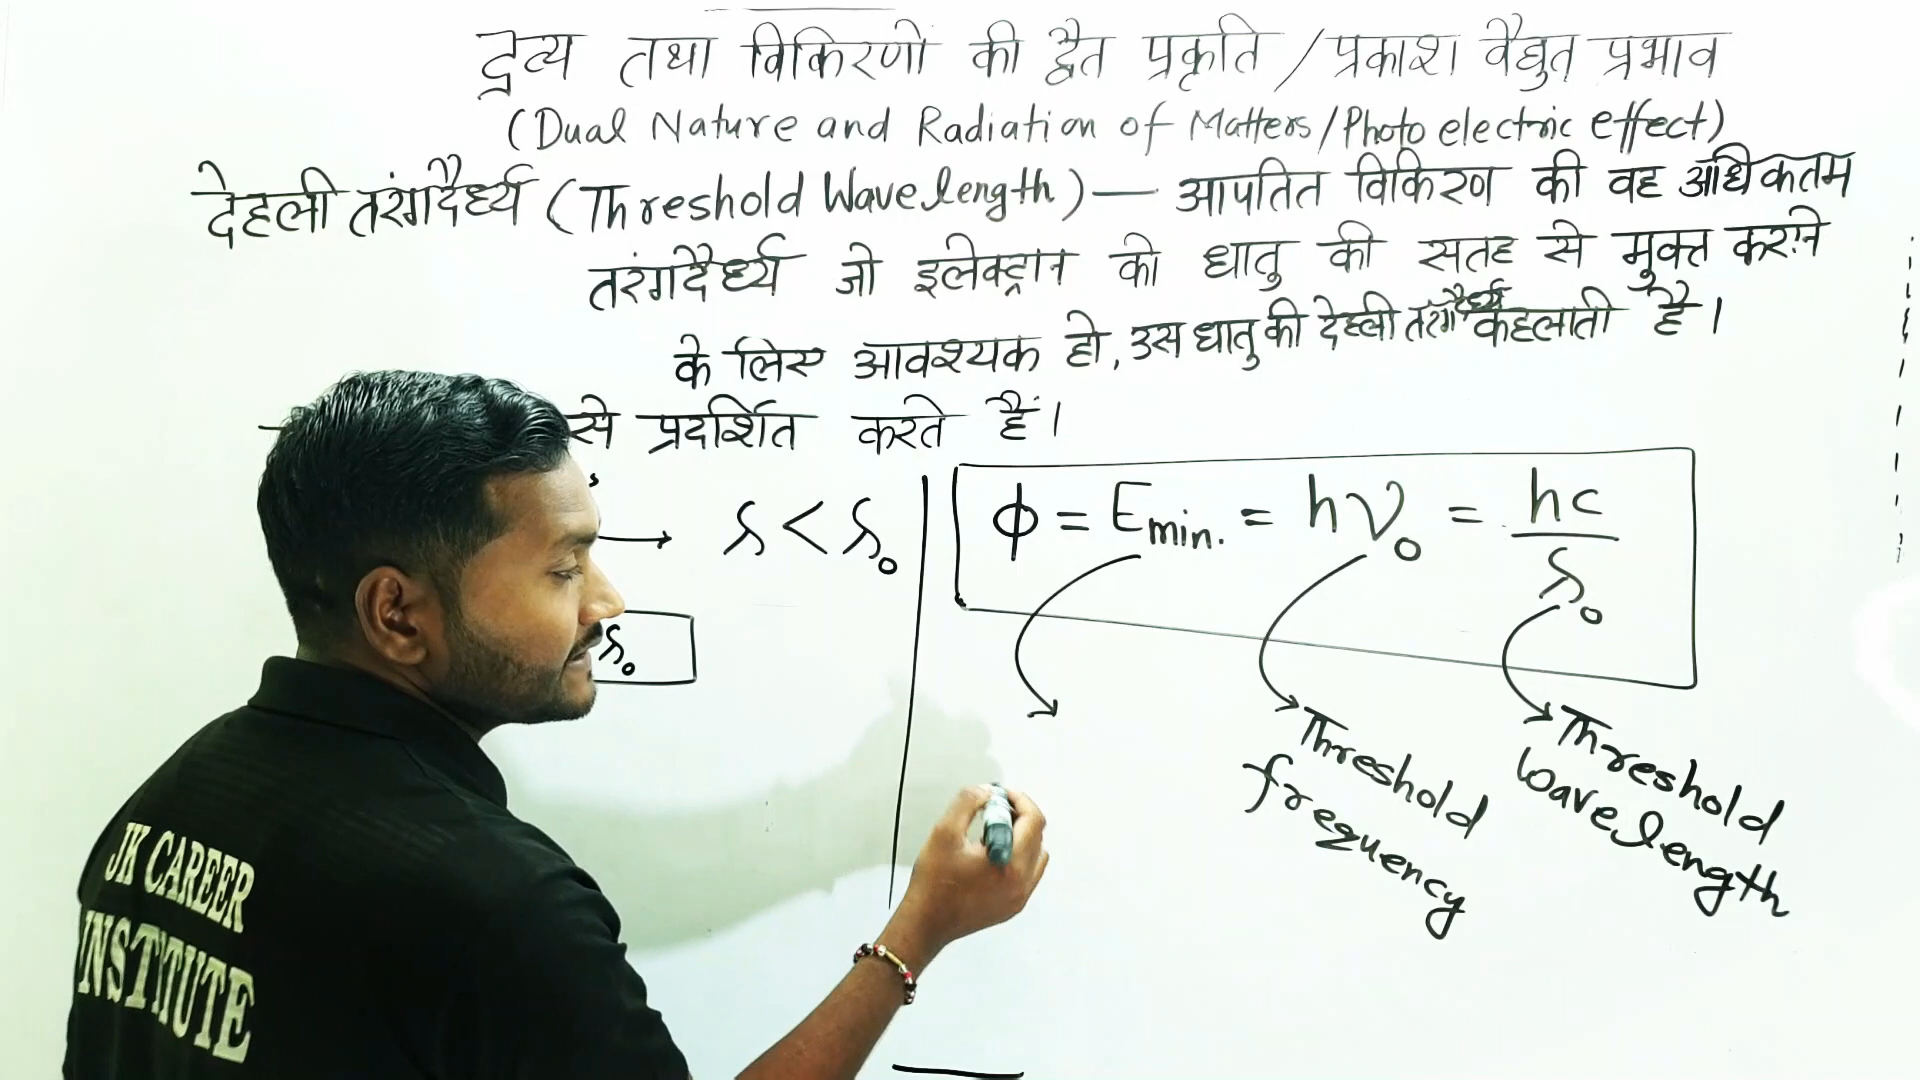 द्रव्य तथा विकिरणो की द्वैत प्रकृति / प्रकाश वैद्युत प्रभाव
(Dual Nature and Radiation of Matters/Photo electric effect)
देहली तरंगदैर्ध्य (Threshold Wavelength) — आपतित विकिरण की वह अधिकतम
तरंगदैर्ध्य जो इलेक्ट्रान को धातु की सतह से मुक्त करने
के लिए आवश्यक हो, उस धातु की देहली तरंगदैर्ध्य कहलाती है।
से प्रदर्शित करते हैं।
→ λ < λ₀
ϕ = Emin. = hν₀ = hc/λ₀
λ₀
Threshold frequency
Threshold Wavelength
JK CAREER
INSTITUTE